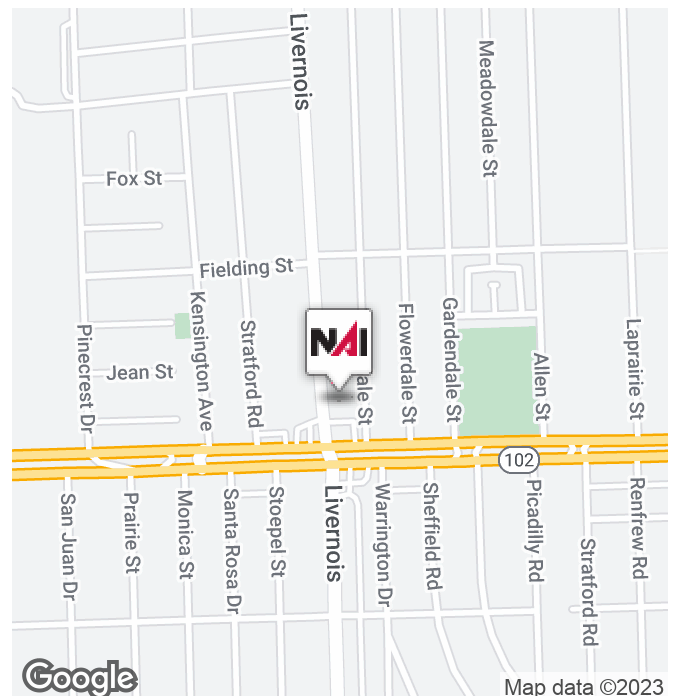 Livernois
Meadowdale St
Fox St
Fielding St
Kensington Ave
Stratford Rd
Pinecrest Dr
Jean St
NAI
dale St
Flowerdale St
Gardendale St
Allen St
Laprairie St
102
San Juan Dr
Prairie St
Monica St
Santa Rosa Dr
Stoepel St
Livernois
Warrington Dr
Sheffield Rd
Picadilly Rd
Stratford Rd
Renfrew Rd
Google
Map data ©2023